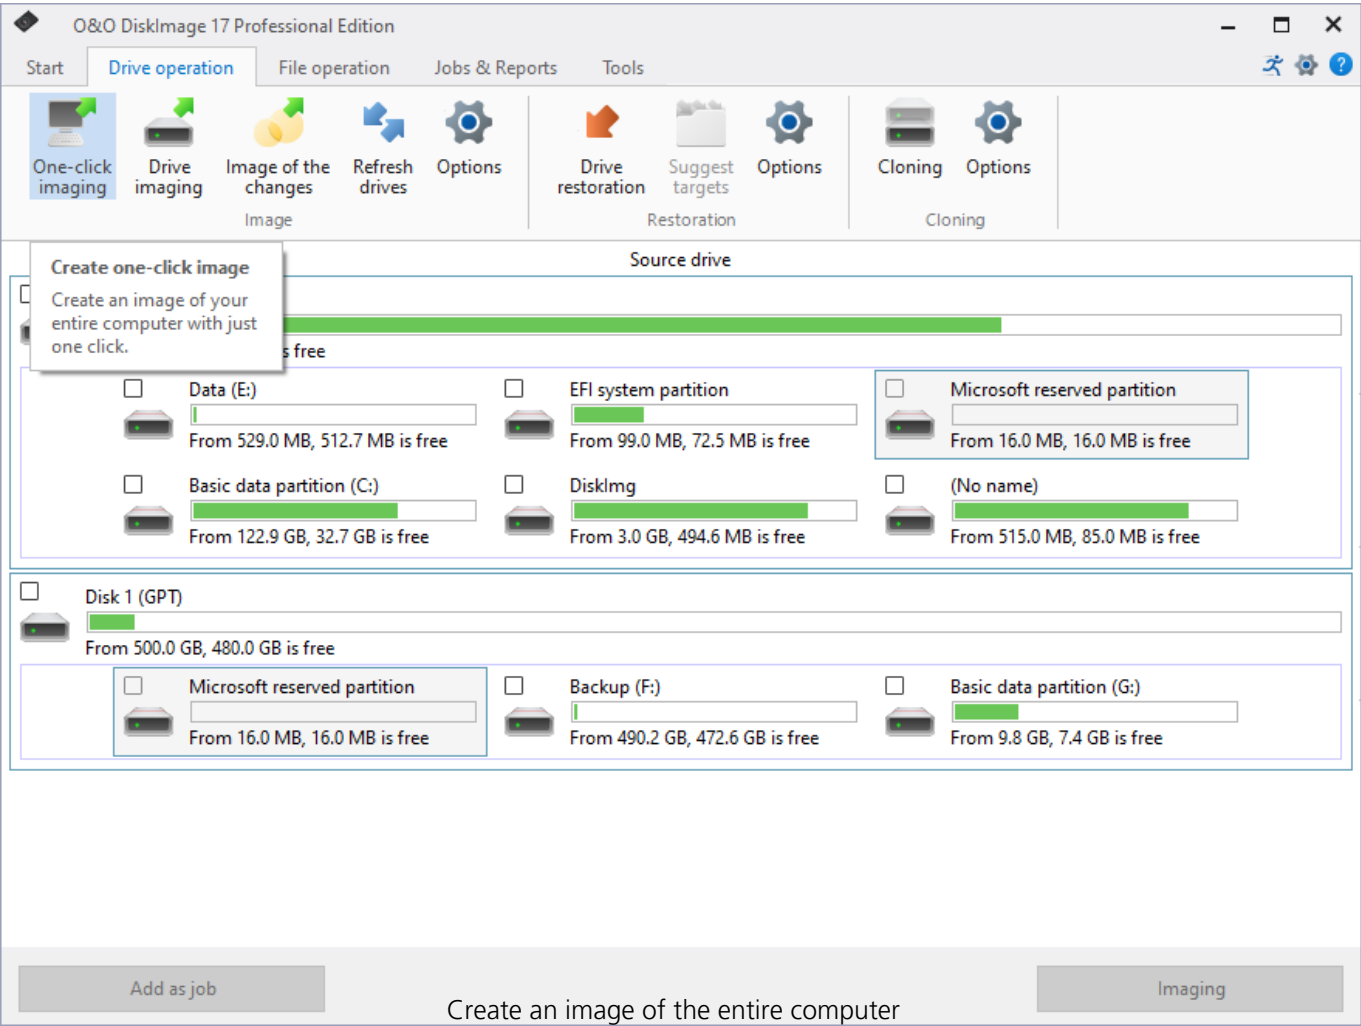 O&O DiskImage 17 Professional Edition
Start Drive operation File operation Jobs & Reports Tools
One-click imaging
Drive imaging
Image of the changes
Refresh drives
Options
Image
Drive restoration
Suggest targets
Options
Restoration
Cloning
Options
Cloning
Create one-click image
Create an image of your
entire computer with just
one click.
Source drive
s free
Data (E:)
From 529.0 MB, 512.7 MB is free
EFI system partition
From 99.0 MB, 72.5 MB is free
Microsoft reserved partition
From 16.0 MB, 16.0 MB is free
Basic data partition (C:)
From 122.9 GB, 32.7 GB is free
DiskImg
From 3.0 GB, 494.6 MB is free
(No name)
From 515.0 MB, 85.0 MB is free
Disk 1 (GPT)
From 500.0 GB, 480.0 GB is free
Microsoft reserved partition
From 16.0 MB, 16.0 MB is free
Backup (F:)
From 490.2 GB, 472.6 GB is free
Basic data partition (G:)
From 9.8 GB, 7.4 GB is free
Add as job
Imaging
Create an image of the entire computer